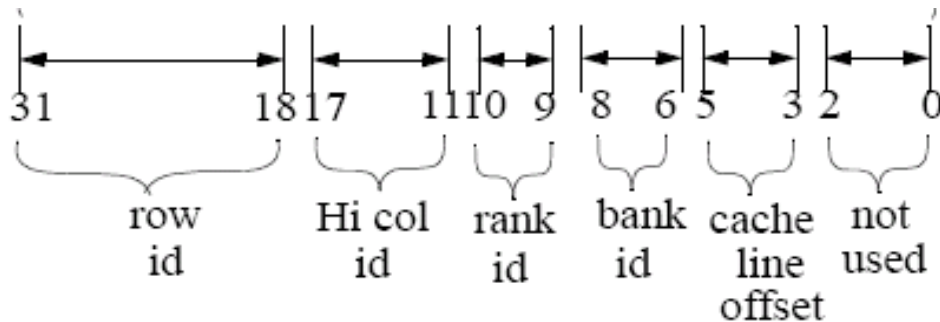 31 18 17 11 10 9 8 6 5 3 2 0
row Hi col rank bank cache not
id id id id line used
offset